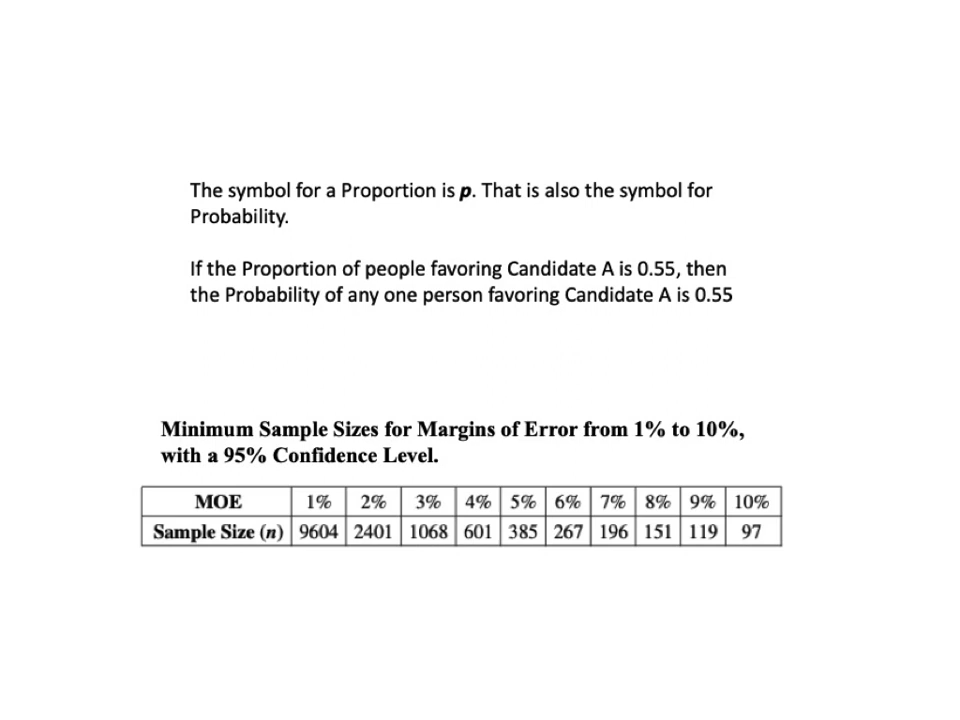 The symbol for a Proportion is p. That is also the symbol for
Probability.
If the Proportion of people favoring Candidate A is 0.55, then
the Probability of any one person favoring Candidate A is 0.55
Minimum Sample Sizes for Margins of Error from 1% to 10%,
with a 95% Confidence Level.
MOE 1% 2% 3% 4% 5% 6% 7% 8% 9% 10%
Sample Size (n) 9604 2401 1068 601 385 267 196 151 119 97